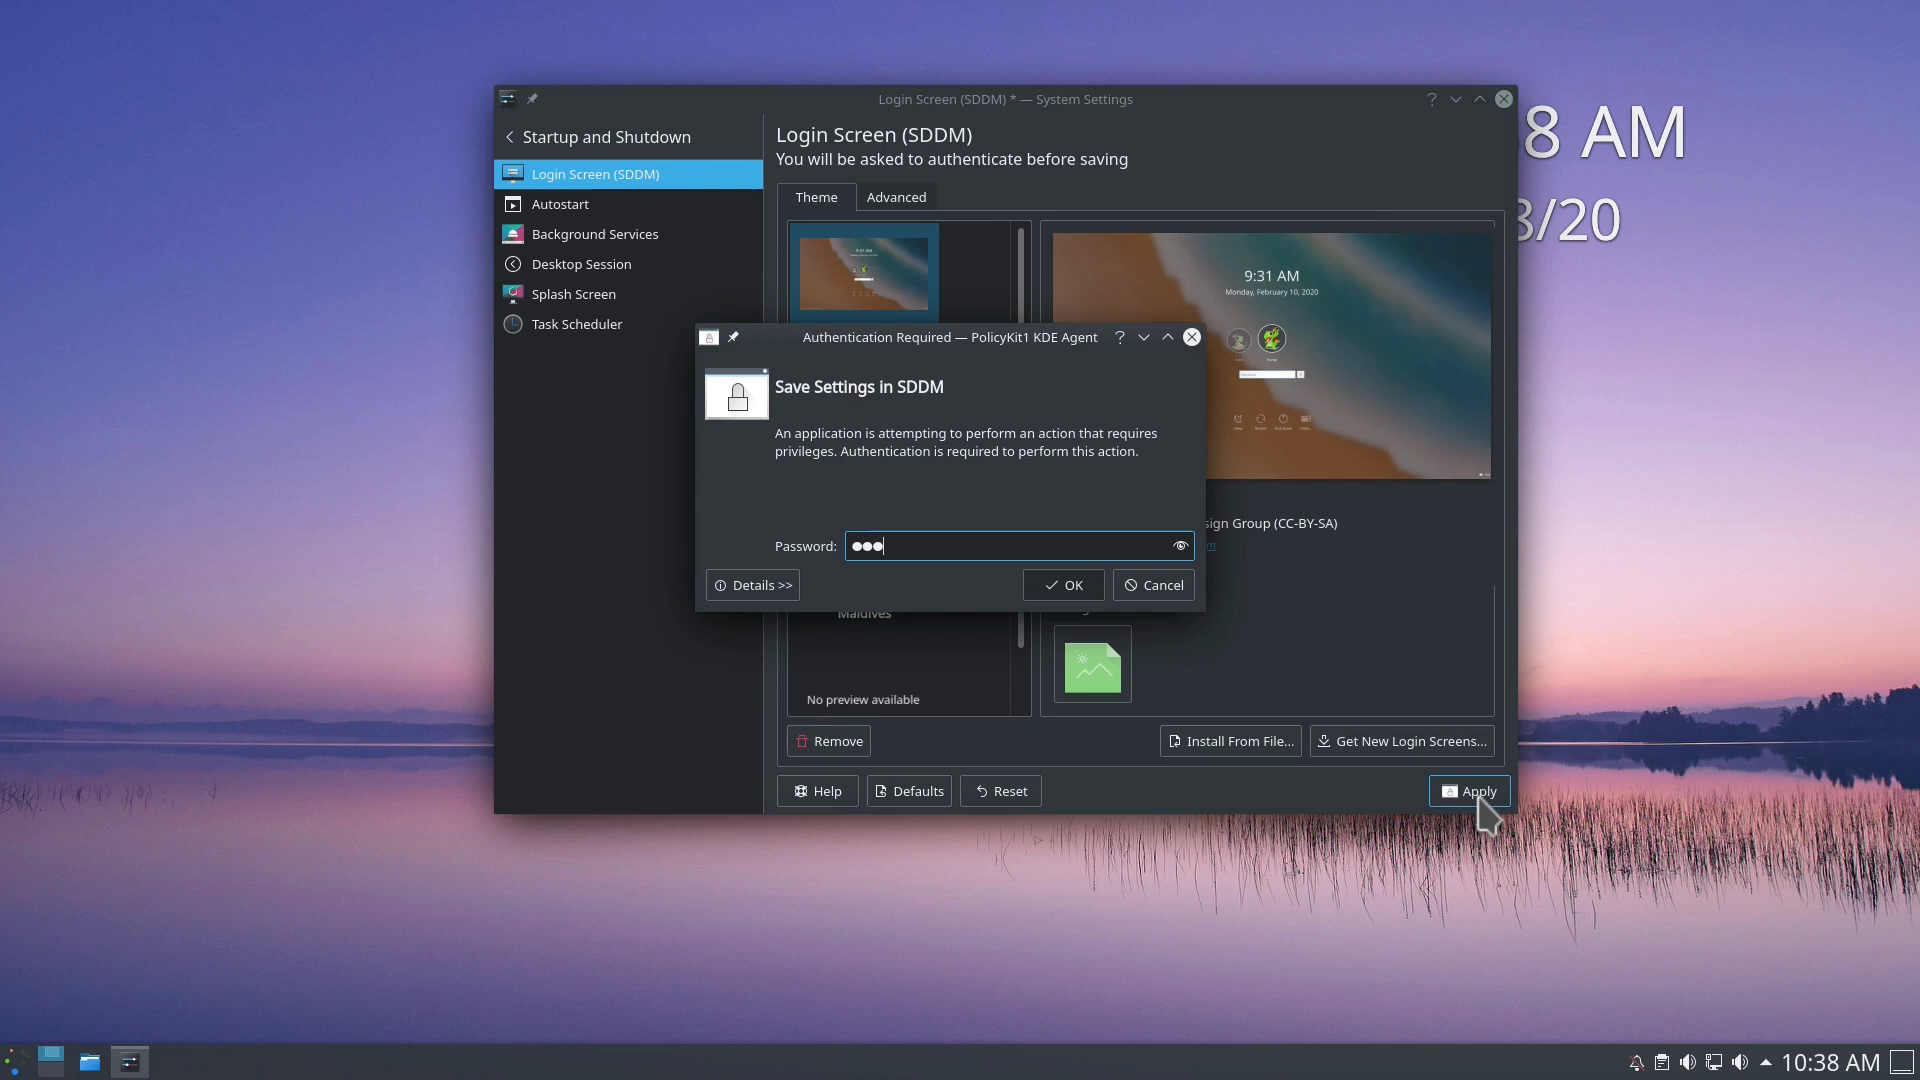 Login Screen (SDDM) * — System Settings
Startup and Shutdown
Login Screen (SDDM)
Autostart
Background Services
Desktop Session
Splash Screen
Task Scheduler
Login Screen (SDDM)
You will be asked to authenticate before saving
Theme
Advanced
8 AM
8/20
9:31 AM
Monday, February 10, 2020
Authentication Required — PolicyKit1 KDE Agent
Save Settings in SDDM
An application is attempting to perform an action that requires
privileges. Authentication is required to perform this action.
Password:
Details >>
OK
Cancel
sign Group (CC-BY-SA)
Maldives
No preview available
Remove
Install From File...
Get New Login Screens...
Help
Defaults
Reset
Apply
10:38 AM